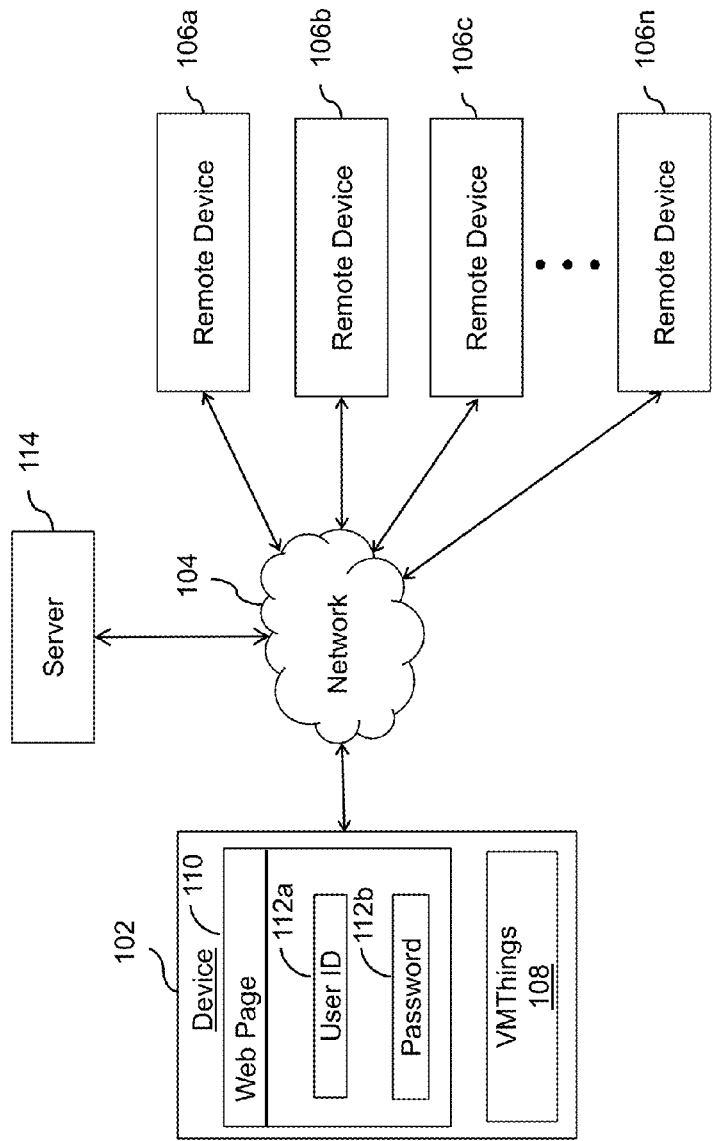 102
Device
110
Web Page
112a
User ID
112b
Password
VMThings
108
Server
114
104
Network
Remote Device
106a
Remote Device
106b
Remote Device
106c
Remote Device
106n